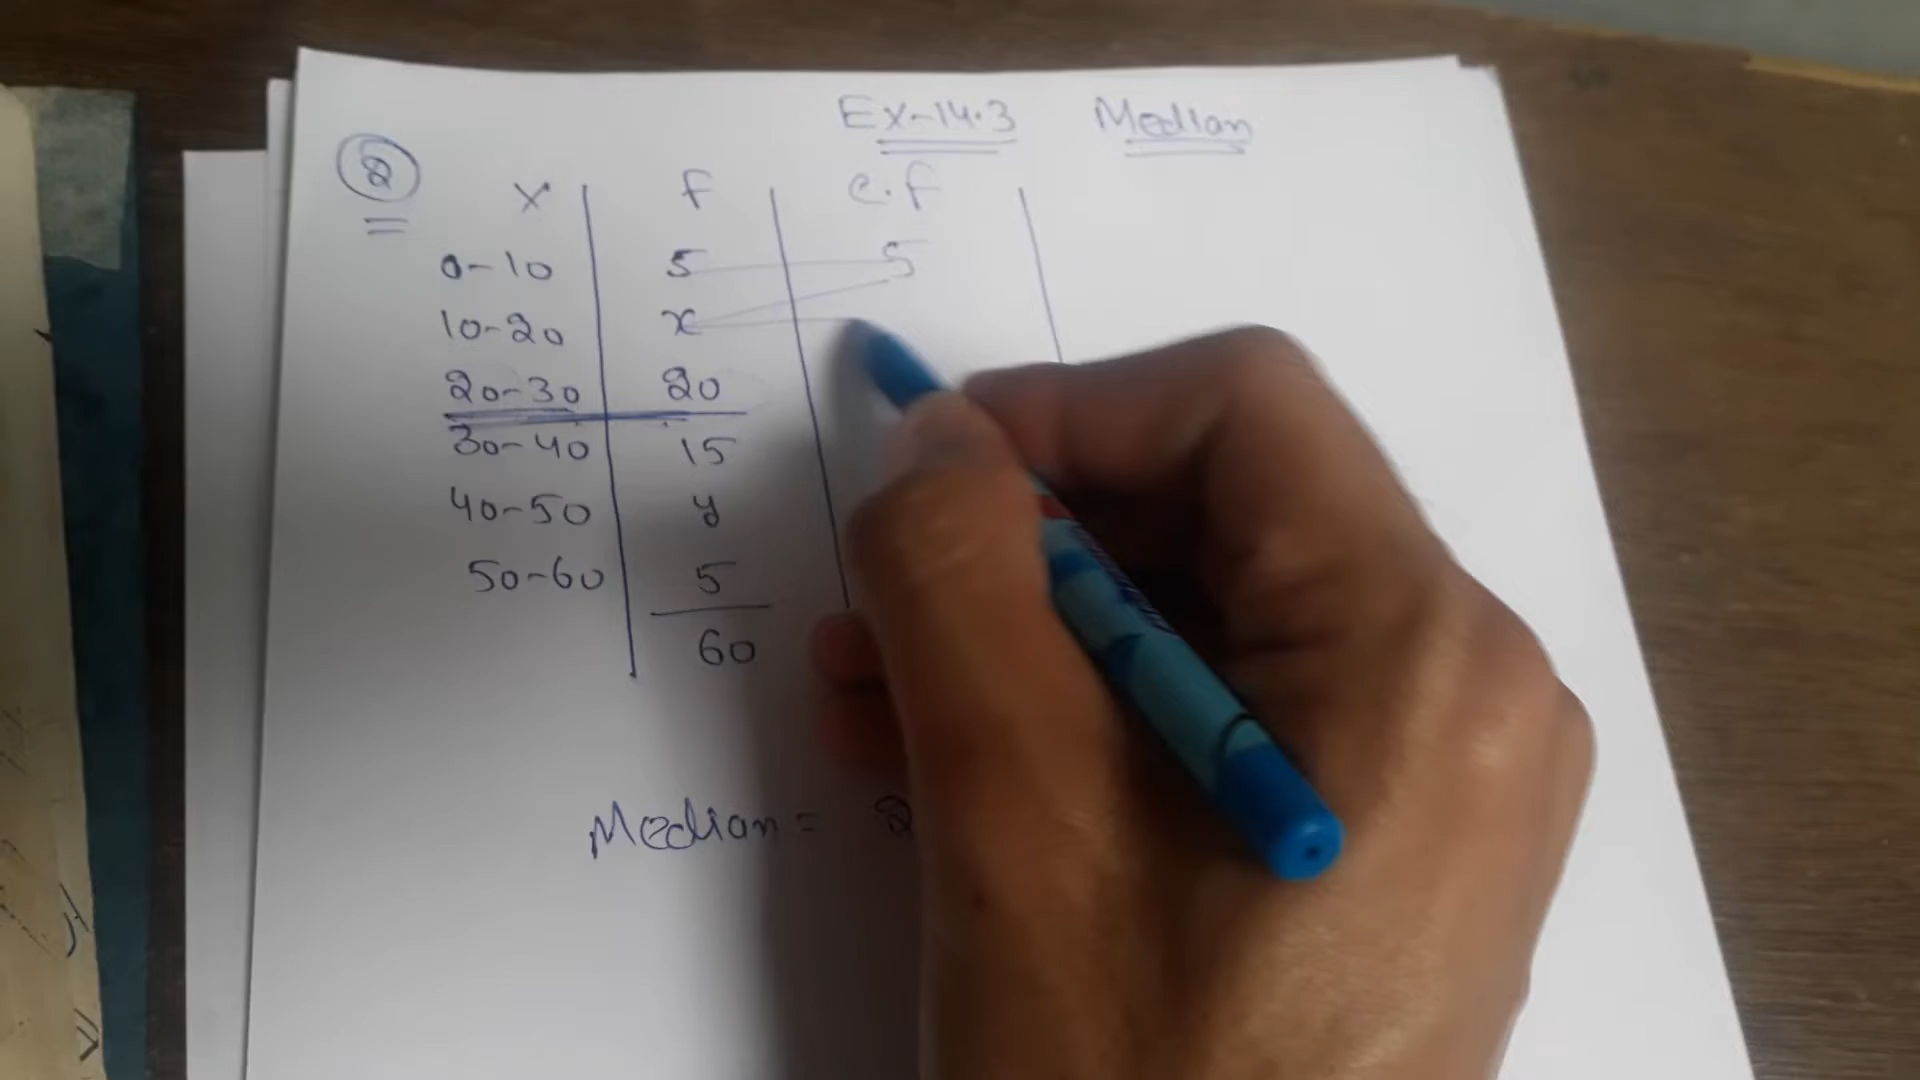 Ex-14.3 Median
2
x f c.f
0-10 5 5
10-20 x
20-30 20
30-40 15
40-50 y
50-60 5
60
Median = 2